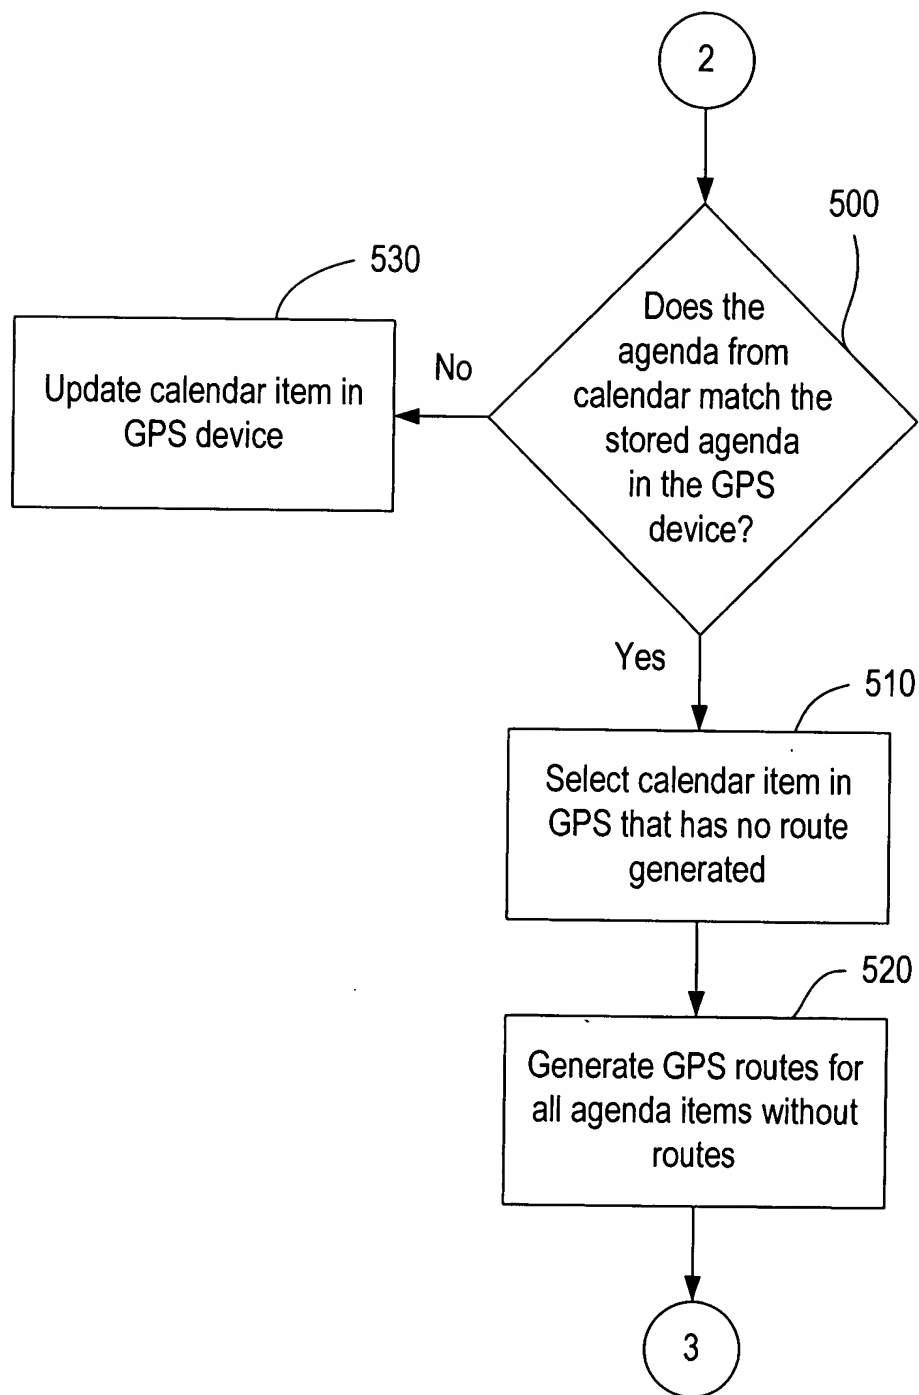 2
500
Does the
agenda from
calendar match the
stored agenda
in the GPS
device?
530
No
Update calendar item in
GPS device
Yes
510
Select calendar item in
GPS that has no route
generated
520
Generate GPS routes for
all agenda items without
routes
3